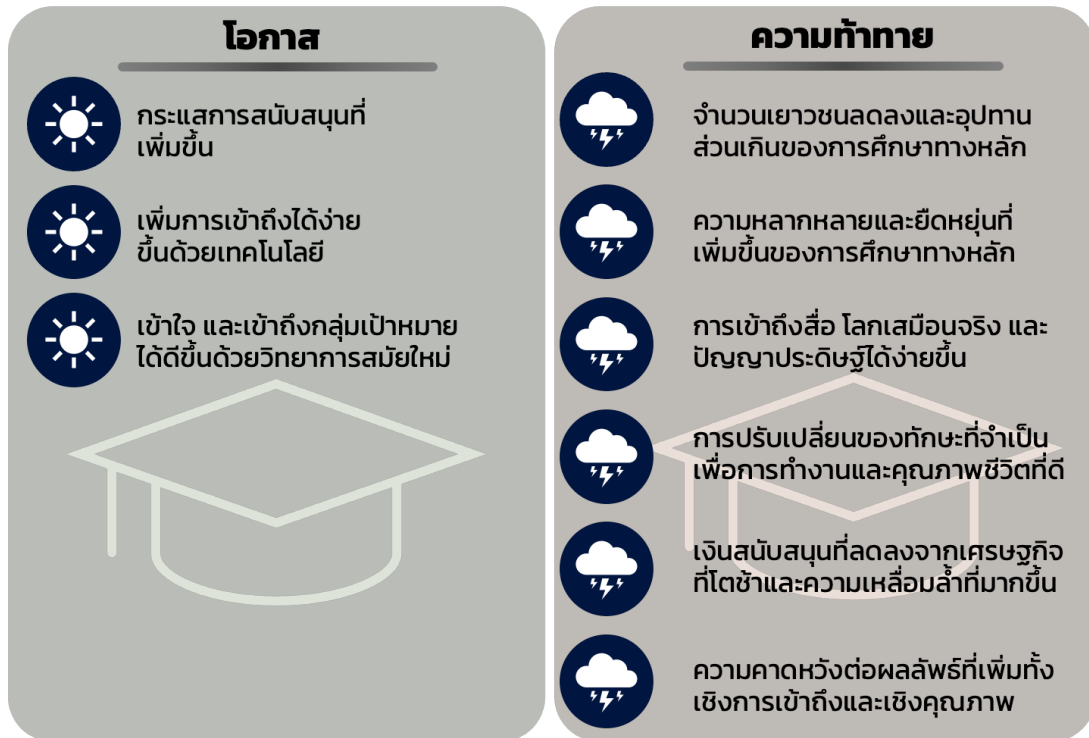 โอกาส
กระแสการสนับสนุนที่
เพิ่มขึ้น
เพิ่มการเข้าถึงได้ง่าย
ขึ้นด้วยเทคโนโลยี
เข้าใจ และเข้าถึงกลุ่มเป้าหมาย
ได้ดีขึ้นด้วยวิทยาการสมัยใหม่
ความท้าทาย
จำนวนเยาวชนลดลงและอุปทาน
ส่วนเกินของการศึกษาทางหลัก
ความหลากหลายและยืดหยุ่นที่
เพิ่มขึ้นของการศึกษาทางหลัก
การเข้าถึงสื่อ โลกเสมือนจริง และ
ปัญญาประดิษฐ์ได้ง่ายขึ้น
การปรับเปลี่ยนของทักษะที่จำเป็น
เพื่อการทำงานและคุณภาพชีวิตที่ดี
เงินสนับสนุนที่ลดลงจากเศรษฐกิจ
ที่โตช้าและความเหลื่อมล้ำที่มากขึ้น
ความคาดหวังต่อผลลัพธ์ที่เพิ่มทั้ง
เชิงการเข้าถึงและเชิงคุณภาพ